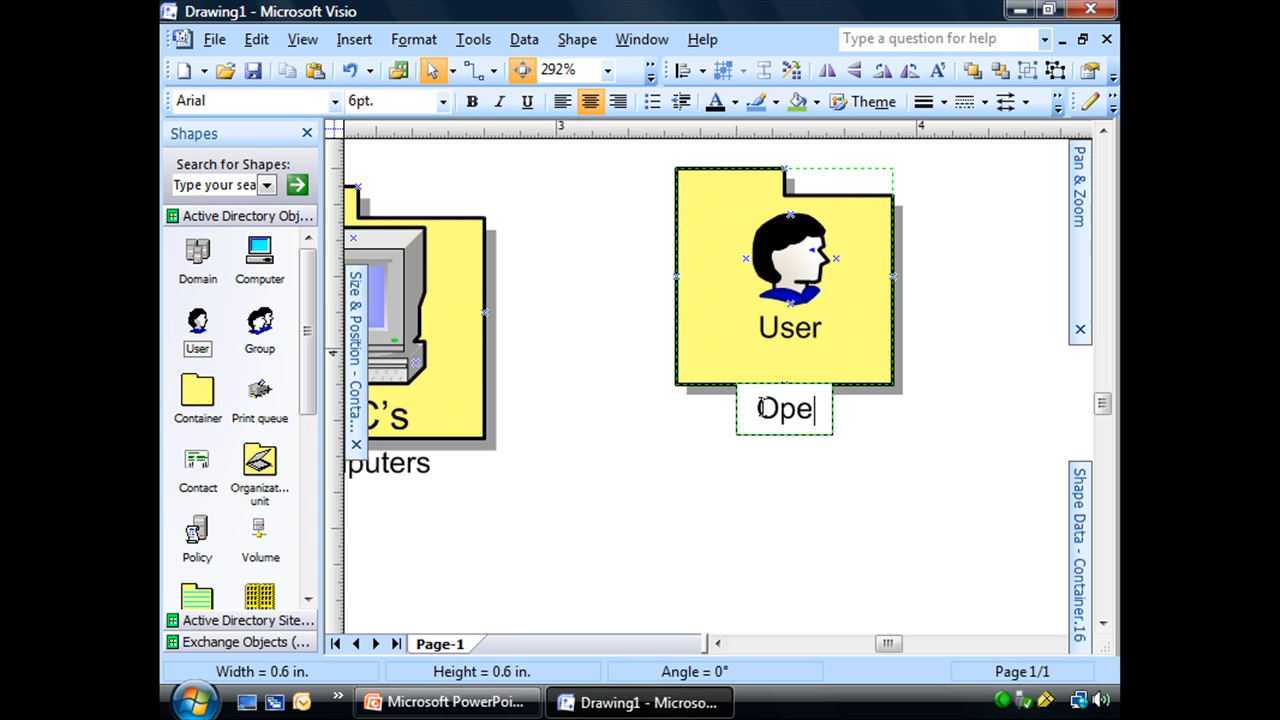 Drawing1 - Microsoft Visio
File Edit View Insert Format Tools Data Shape Window Help
Type a question for help
292%
Arial 6pt. B I U A Theme
Shapes
Search for Shapes:
Type your sea
Active Directory Obj...
Domain Computer
User Group
Container Print queue
Contact Organizat... unit
Policy Volume
Active Directory Site...
Exchange Objects (...
3 4
4
Size & Position - Conta...
C's
puters
User
Ope
Pan & Zoom
Shape Data - Container.16
Page-1
Width = 0.6 in. Height = 0.6 in. Angle = 0° Page 1/1
Microsoft PowerPoi... Drawing1 - Microso...